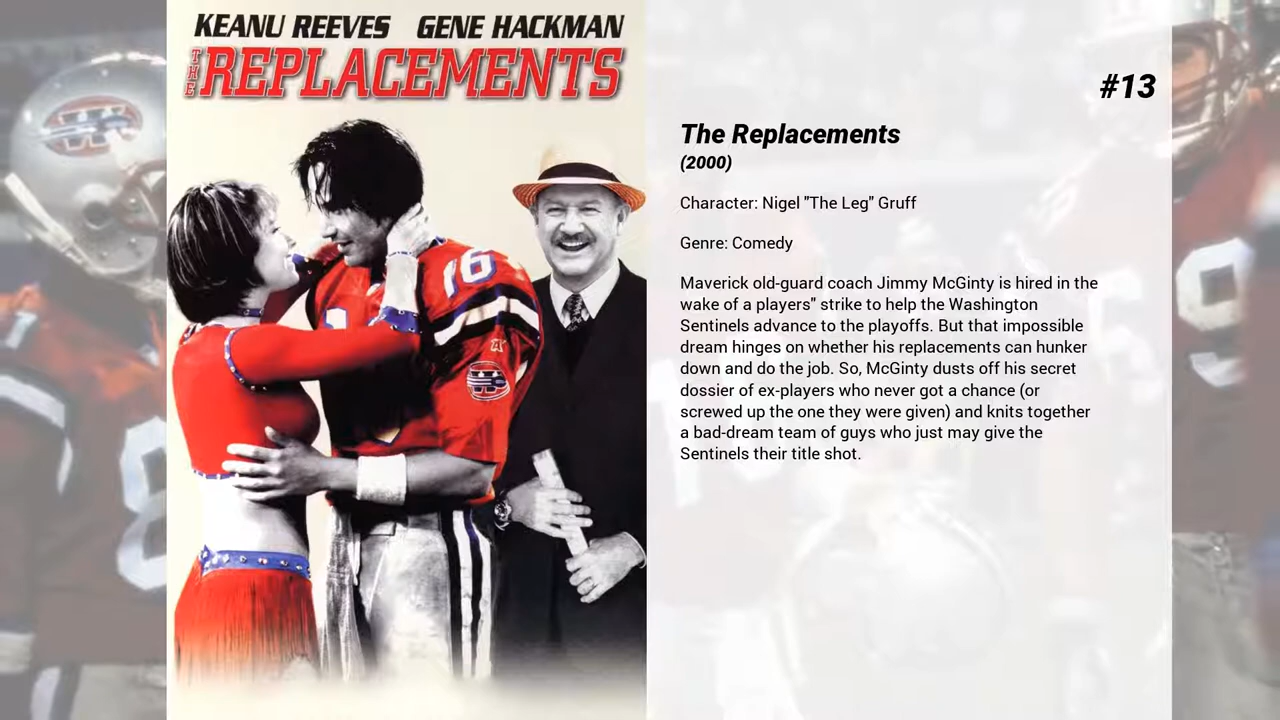 KEANU REEVES GENE HACKMAN
THE REPLACEMENTS
#13
The Replacements
(2000)
Character: Nigel "The Leg" Gruff
Genre: Comedy
Maverick old-guard coach Jimmy McGinty is hired in the
wake of a players" strike to help the Washington
Sentinels advance to the playoffs. But that impossible
dream hinges on whether his replacements can hunker
down and do the job. So, McGinty dusts off his secret
dossier of ex-players who never got a chance (or
screwed up the one they were given) and knits together
a bad-dream team of guys who just may give the
Sentinels their title shot.
16
9
8